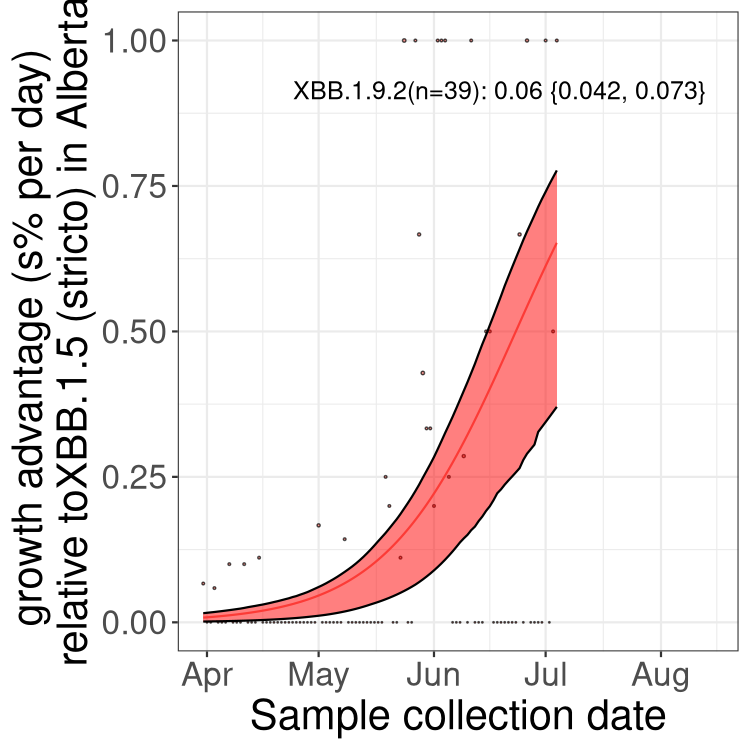 growth advantage (s% per day)
relative toXBB.1.5 (stricto) in Alberta
1.00
0.75
0.50
0.25
0.00
XBB.1.9.2(n=39): 0.06 {0.042, 0.073}
Apr May Jun Jul Aug
Sample collection date